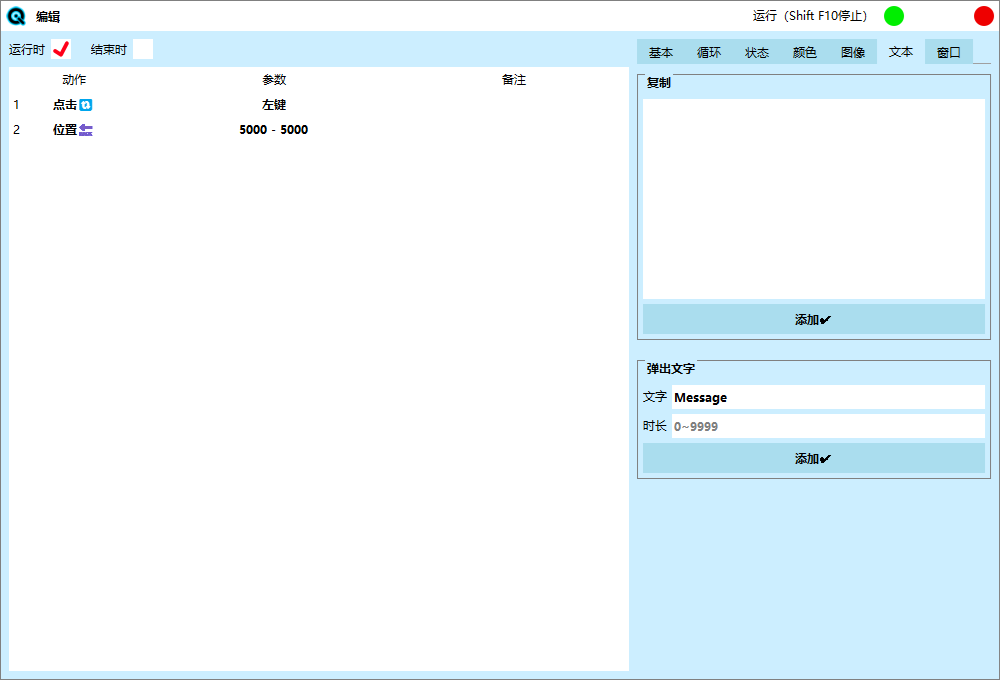 编辑
运行（Shift F10停止）
运行时 结束时
基本 循环 状态 颜色 图像 文本 窗口
动作 参数 备注
1 点击 左键
2 位置 5000 - 5000
复制
添加✔
弹出文字
文字 Message
时长 0~9999
添加✔